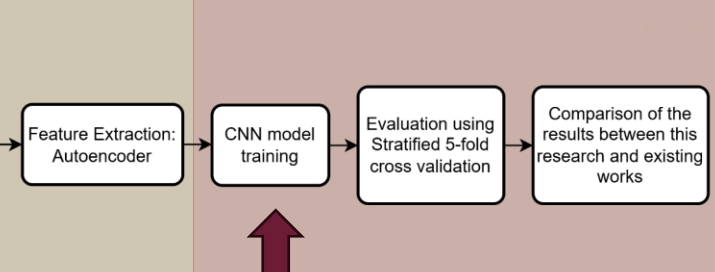 Feature Extraction:
Autoencoder
CNN model
training
Evaluation using
Stratified 5-fold
cross validation
Comparison of the
results between this
research and existing
works